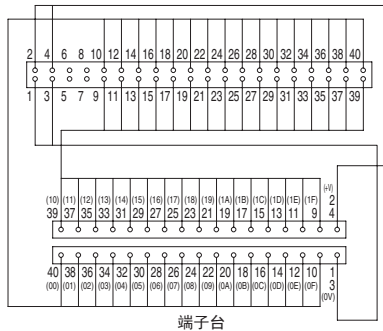 2 4 6 8 10 12 14 16 18 20 22 24 26 28 30 32 34 36 38 40
1 3 5 7 9 11 13 15 17 19 21 23 25 27 29 31 33 35 37 39
(10) (11) (12) (13) (14) (15) (16) (17) (18) (19) (1A) (1B) (1C) (1D) (1E) (1F) (+V) 2
39 37 35 33 31 29 27 25 23 21 19 17 15 13 11 9 4
40 38 36 34 32 30 28 26 24 22 20 18 16 14 12 10 1
(00) (01) (02) (03) (04) (05) (06) (07) (08) (09) (0A) (0B) (0C) (0D) (0E) (0F) 3
(0V)
端子台